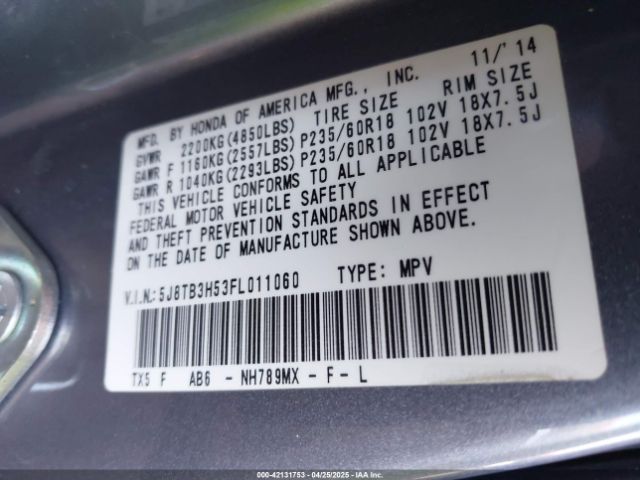 MFD. BY HONDA OF AMERICA MFG., INC. 11/'14
GVWR 2200KG(4850LBS) TIRE SIZE RIM SIZE
GAWR F 1160KG(2557LBS) P235/60R18 102V 18X7.5J
GAWR R 1040KG(2293LBS) P235/60R18 102V 18X7.5J
THIS VEHICLE CONFORMS TO ALL APPLICABLE
FEDERAL MOTOR VEHICLE SAFETY
AND THEFT PREVENTION STANDARDS IN EFFECT
ON THE DATE OF MANUFACTURE SHOWN ABOVE.
V.I.N.: 5J8TB3H53FL011060 TYPE: MPV
TX5 F AB6 - NH789MX - F - L
000-42131753 - 04/25/2025 - IAAI.COM